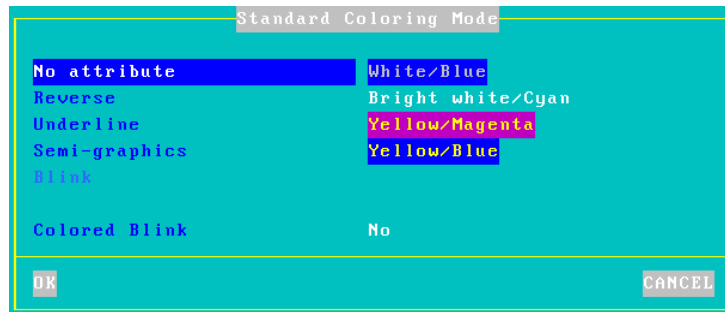 Standard Coloring Mode
No attribute White/Blue
Reverse Bright white/Cyan
Underline Yellow/Magenta
Semi-graphics Yellow/Blue
Blink
Colored Blink No
OK CANCEL